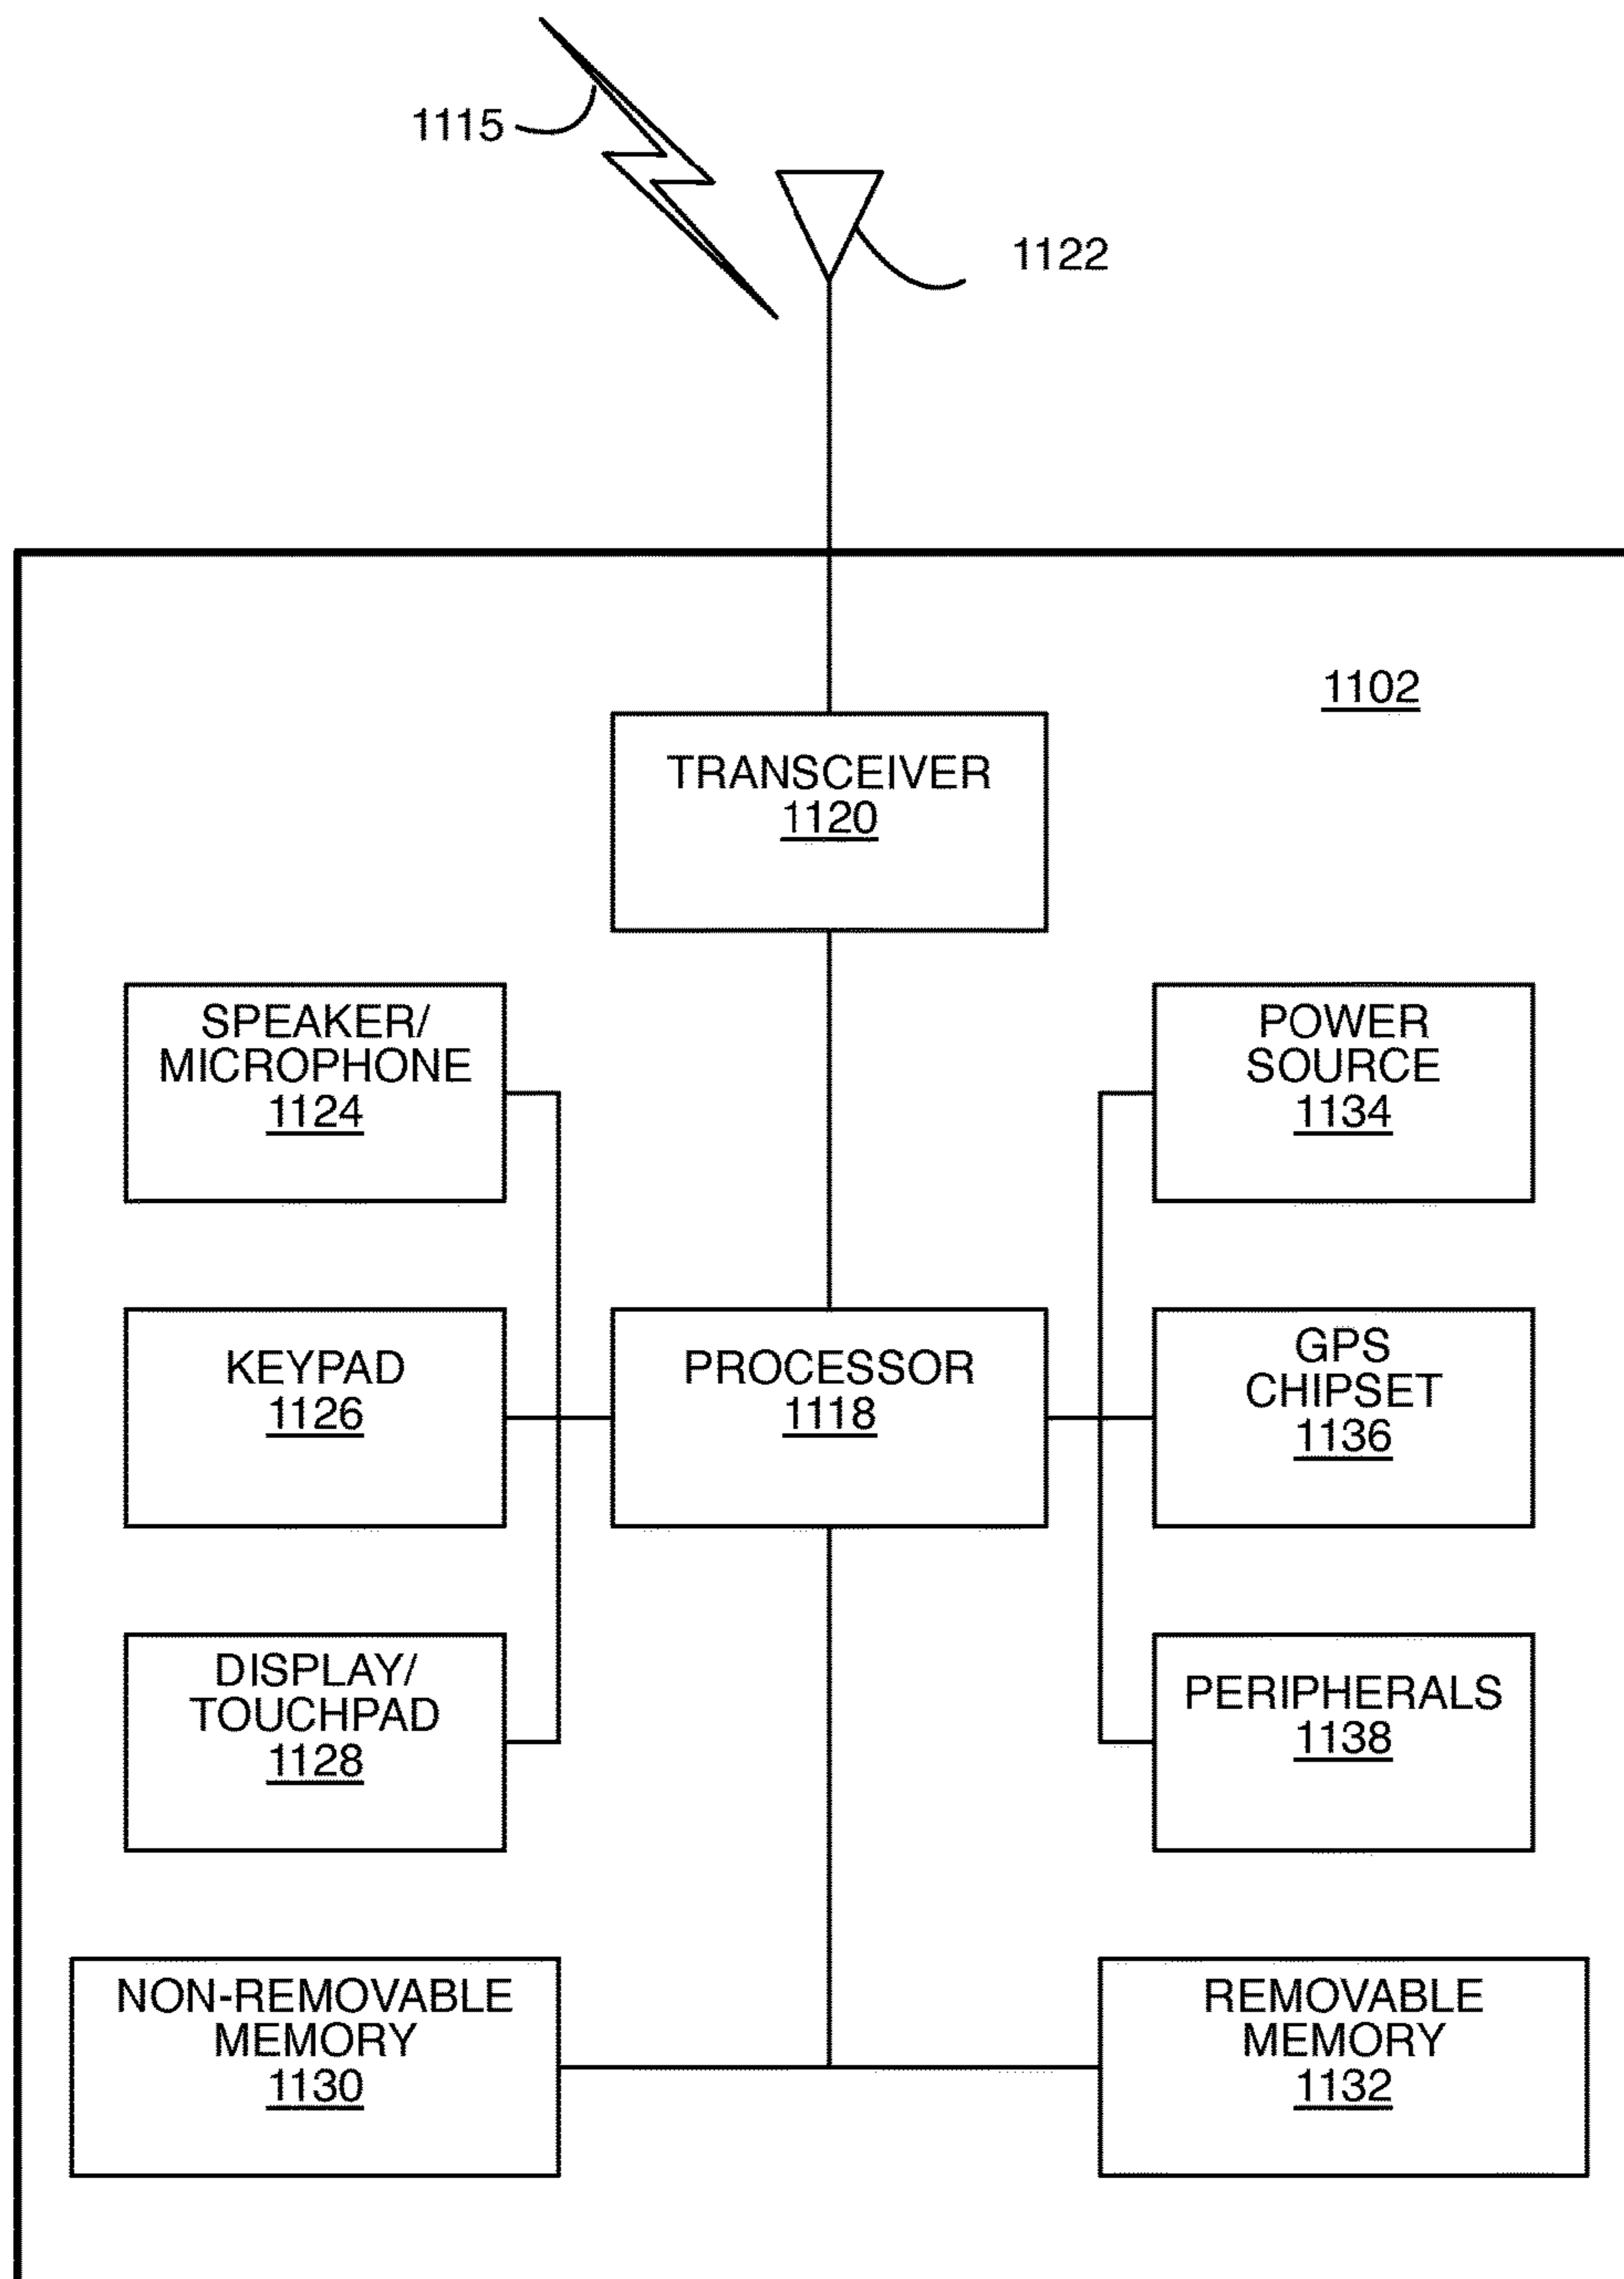 1115
1122
1102
TRANSCEIVER
1120
SPEAKER/
MICROPHONE
1124
POWER
SOURCE
1134
KEYPAD
1126
PROCESSOR
1118
GPS
CHIPSET
1136
DISPLAY/
TOUCHPAD
1128
PERIPHERALS
1138
NON-REMOVABLE
MEMORY
1130
REMOVABLE
MEMORY
1132